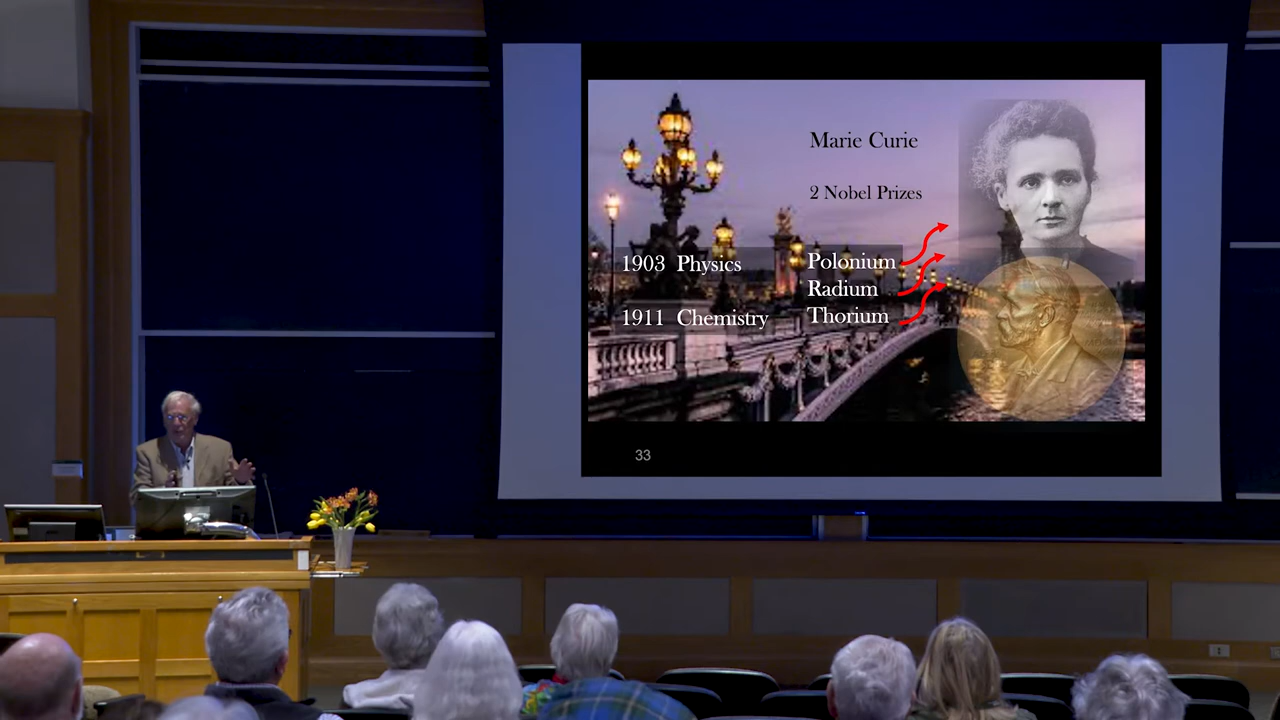 Marie Curie
2 Nobel Prizes
1903 Physics
1911 Chemistry
Polonium
Radium
Thorium
33